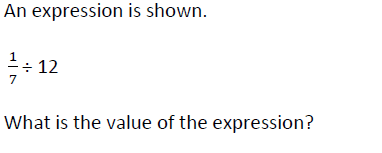 An expression is shown.
1/7 ÷ 12
What is the value of the expression?